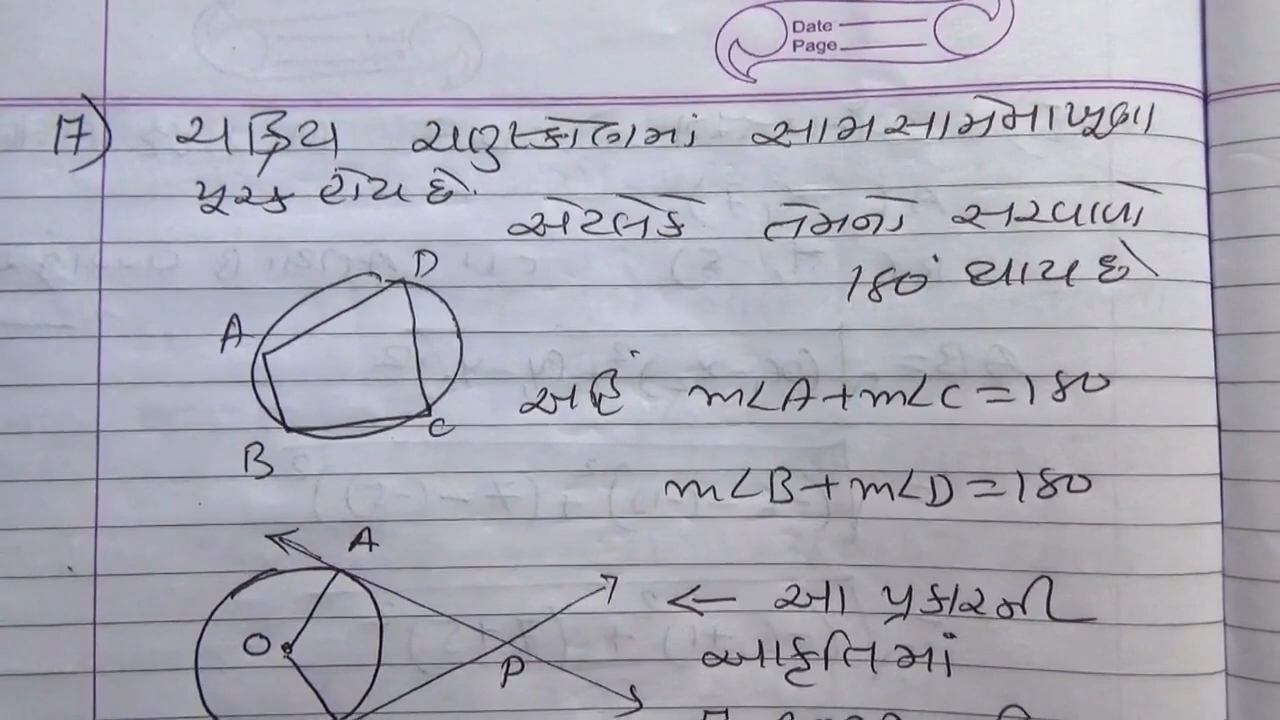 Date
Page
17) ચક્રિય ચતુષ્કોણમાં સામસામેના ખૂણા
પૂરક હોય છે.
એટલે કે તેમનો સરવાળો
180° થાય છે
D
A
અહિં m∠A + m∠C = 180
C
B
m∠B + m∠D = 180
A
← આ પ્રકારની
O
આકૃતિમાં
P